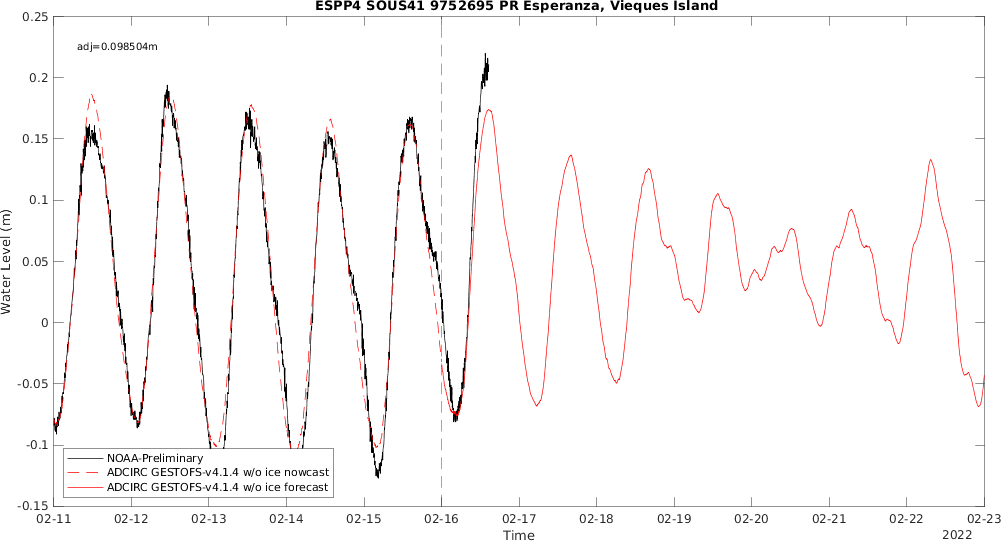 ESPP4 SOUS41 9752695 PR Esperanza, Vieques Island
0.25
adj=0.098504m
0.2
0.15
0.1
0.05
0
-0.05
-0.1
-0.15
Water Level (m)
NOAA-Preliminary
ADCIRC GESTOFS-v4.1.4 w/o ice nowcast
ADCIRC GESTOFS-v4.1.4 w/o ice forecast
02-11 02-12 02-13 02-14 02-15 02-16 02-17 02-18 02-19 02-20 02-21 02-22 02-23
Time
2022